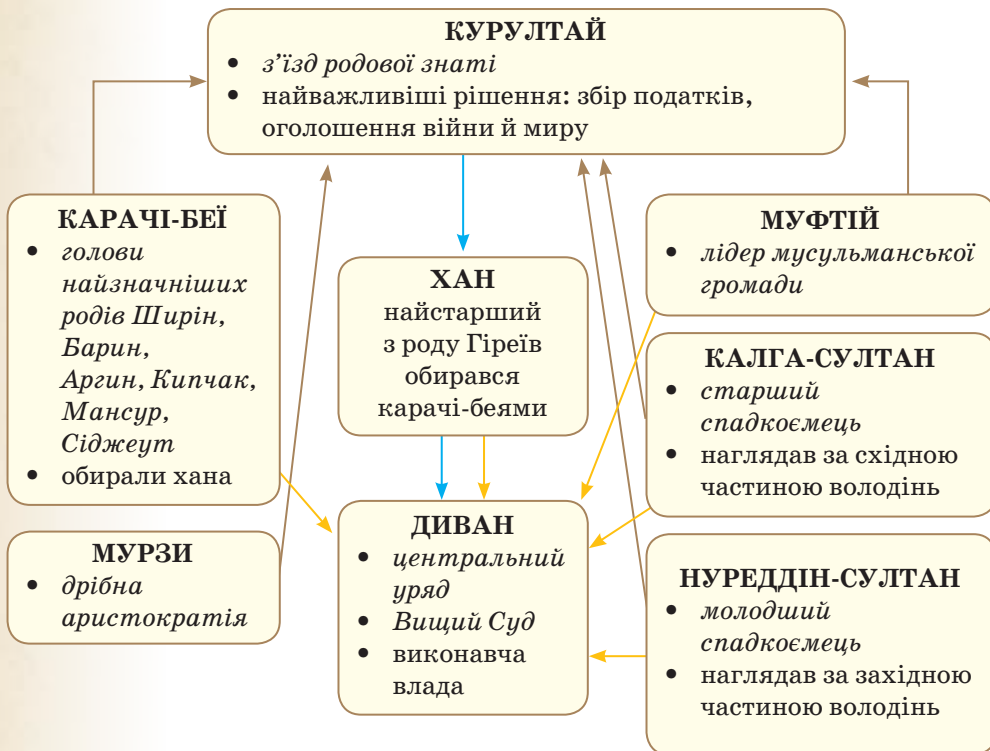 КУРУЛТАЙ
• з’їзд родової знаті
• найважливіші рішення: збір податків,
оголошення війни й миру
КАРАЧІ-БЕЇ
• голови
найзначніших
родів Ширін,
Барин,
Аргин, Кипчак,
Мансур,
Сіджеут
• обирали хана
МУРЗИ
• дрібна
аристократія
ХАН
найстарший
з роду Гіреїв
обирався
карачі-беями
ДИВАН
• центральний
уряд
• Вищий Суд
• виконавча
влада
МУФТІЙ
• лідер мусульманської
громади
КАЛГА-СУЛТАН
• старший
спадкоємець
• наглядав за східною
частиною володінь
НУРЕДДІН-СУЛТАН
• молодший
спадкоємець
• наглядав за західною
частиною володінь